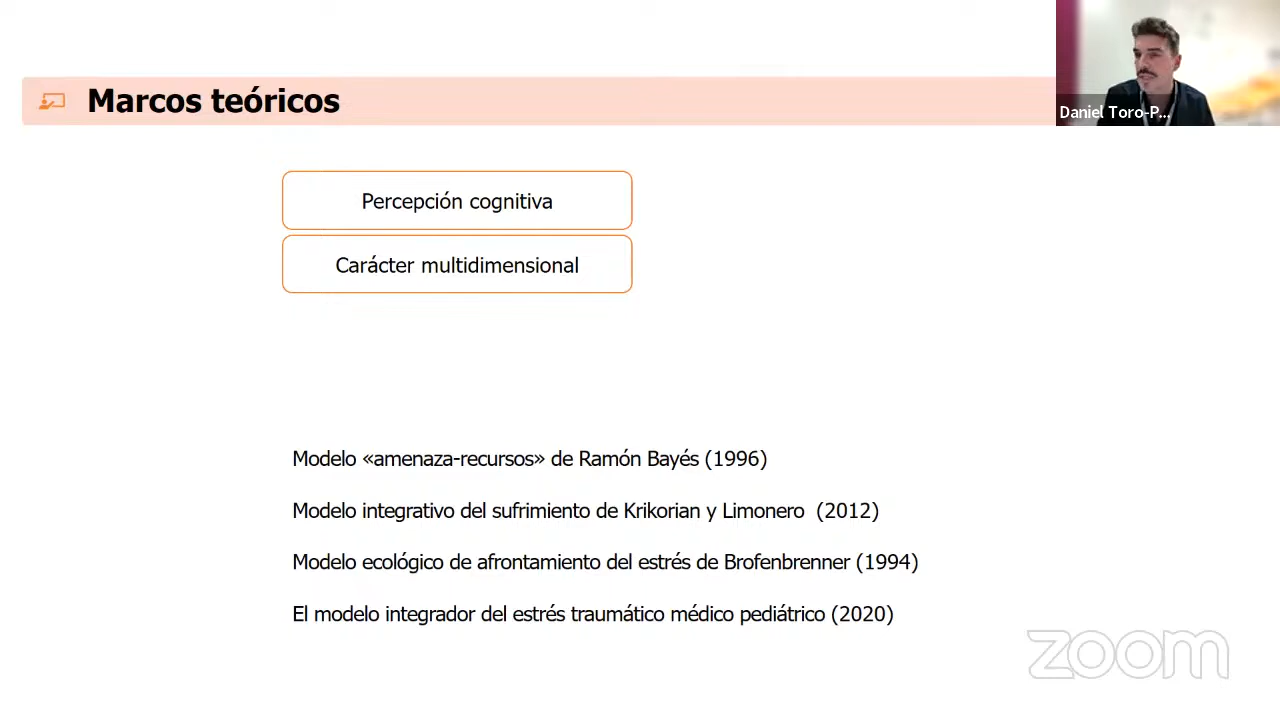 Marcos teóricos
Daniel Toro-P...
Percepción cognitiva
Carácter multidimensional
Modelo «amenaza-recursos» de Ramón Bayés (1996)
Modelo integrativo del sufrimiento de Krikorian y Limonero (2012)
Modelo ecológico de afrontamiento del estrés de Brofenbrenner (1994)
El modelo integrador del estrés traumático médico pediátrico (2020)
zoom